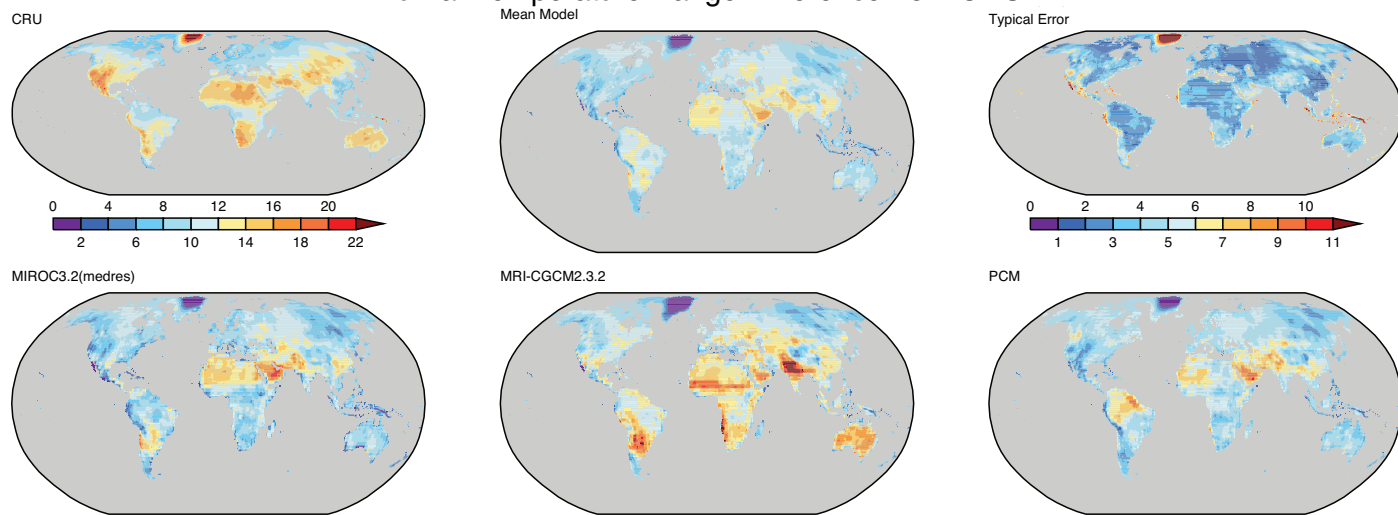 CRU
Mean Model
Typical Error
0 4 8 12 16 20
2 6 10 14 18 22
0 2 4 6 8 10
1 3 5 7 9 11
MIROC3.2(medres)
MRI-CGCM2.3.2
PCM